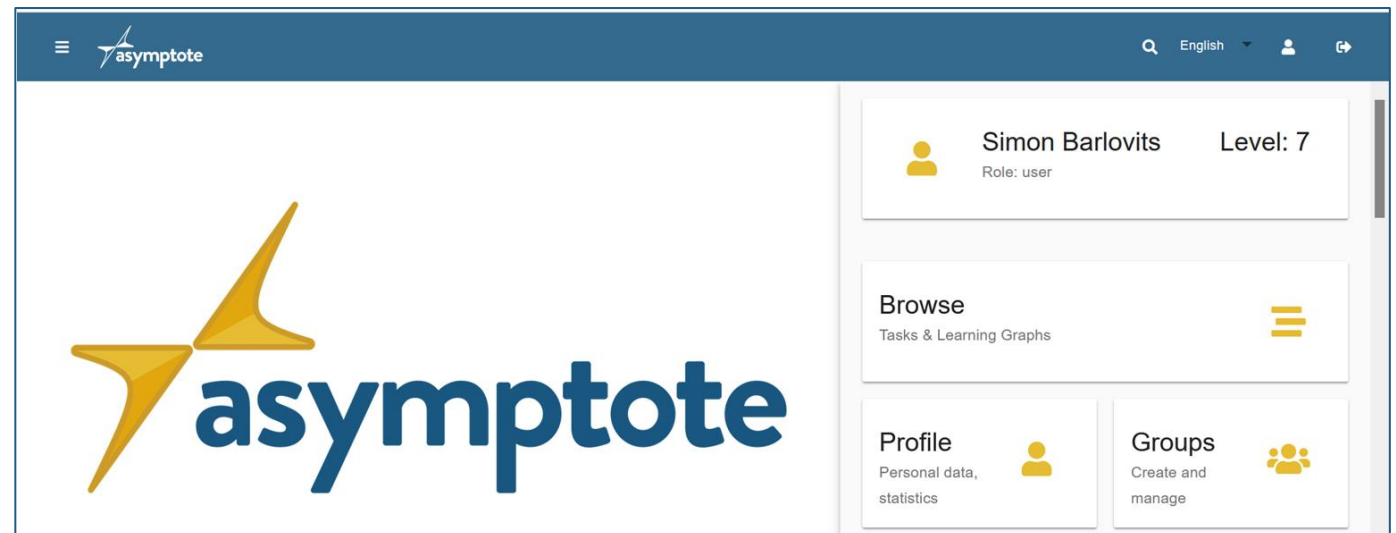 asymptote
English
asymptote
Simon Barlovits Level: 7
Role: user
Browse
Tasks & Learning Graphs
Profile
Personal data,
statistics
Groups
Create and
manage